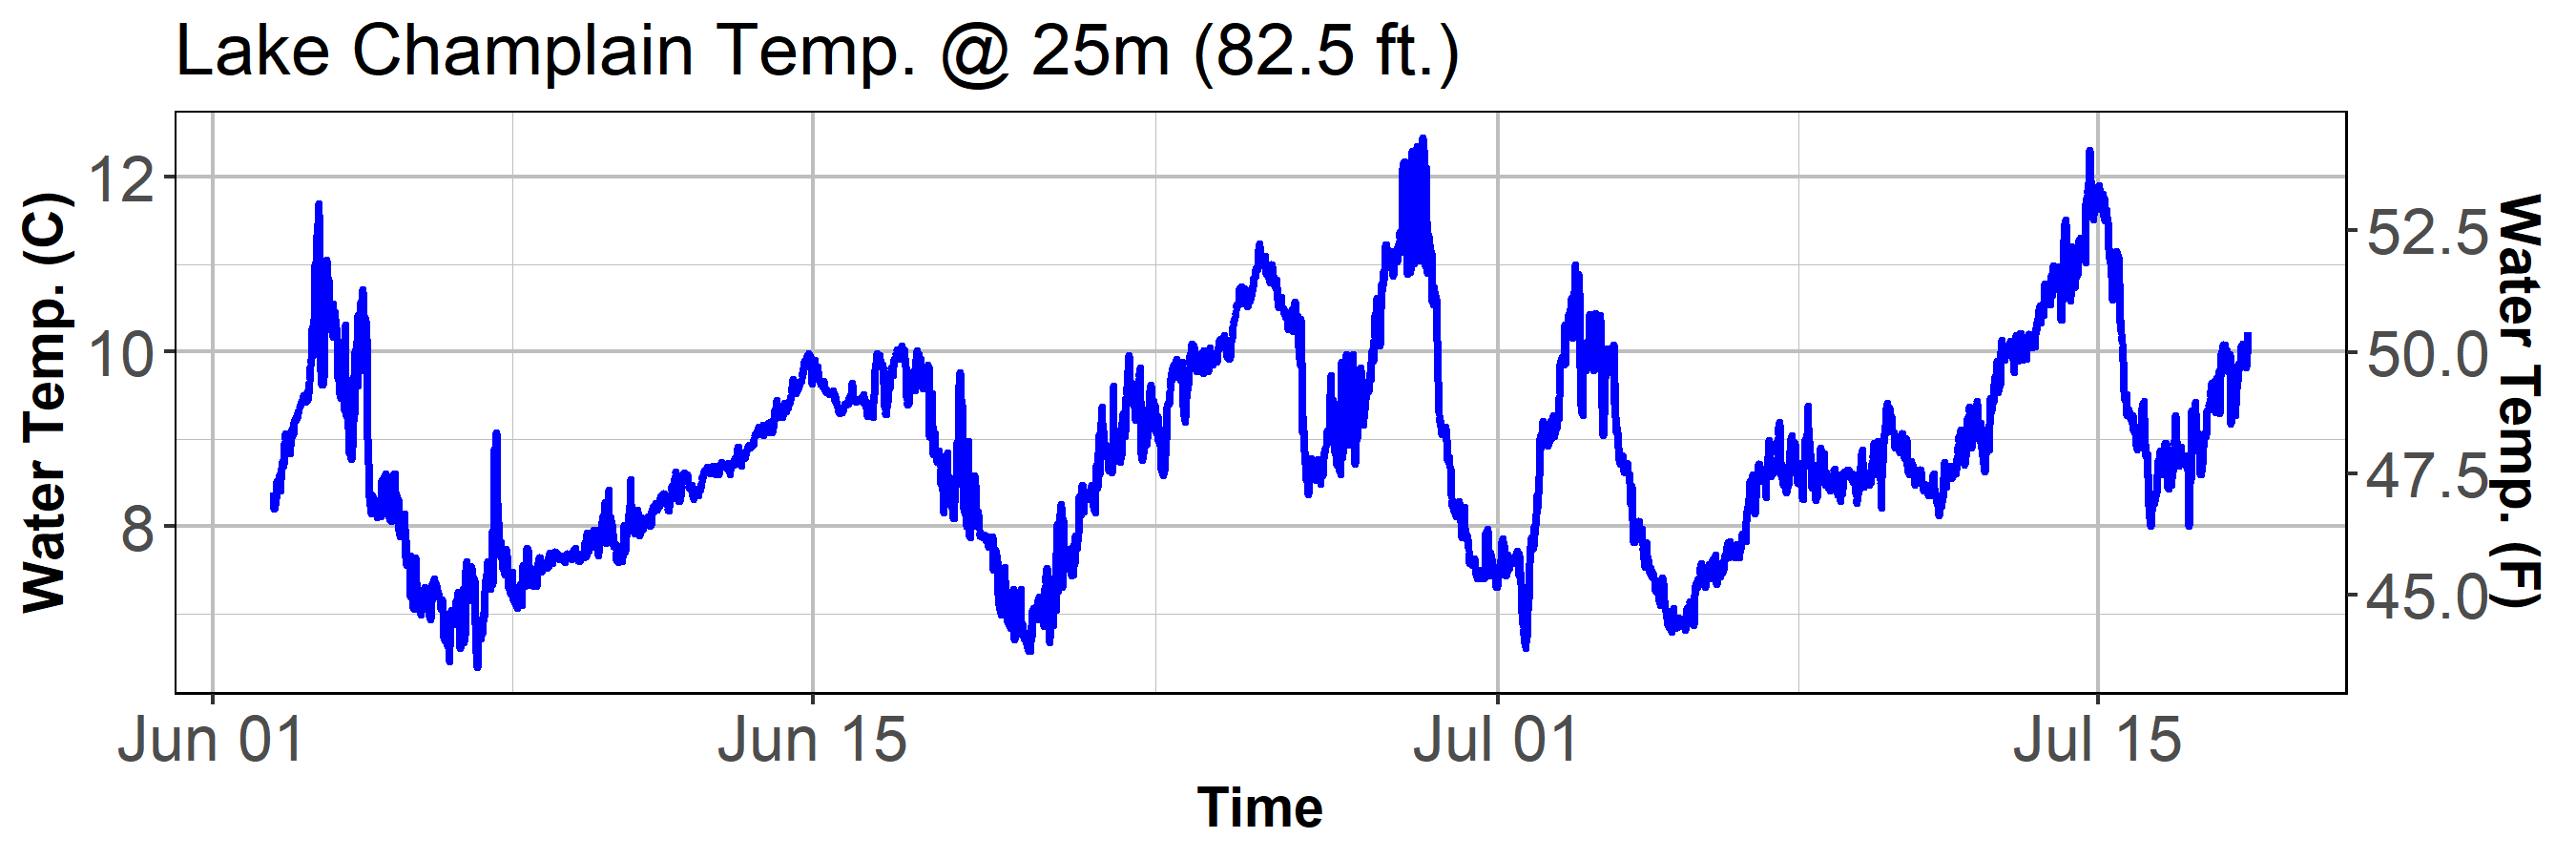 Lake Champlain Temp. @ 25m (82.5 ft.)
Water Temp. (C)
12
10
8
52.5
50.0
47.5
45.0
Water Temp. (F)
Jun 01 Jun 15 Jul 01 Jul 15
Time